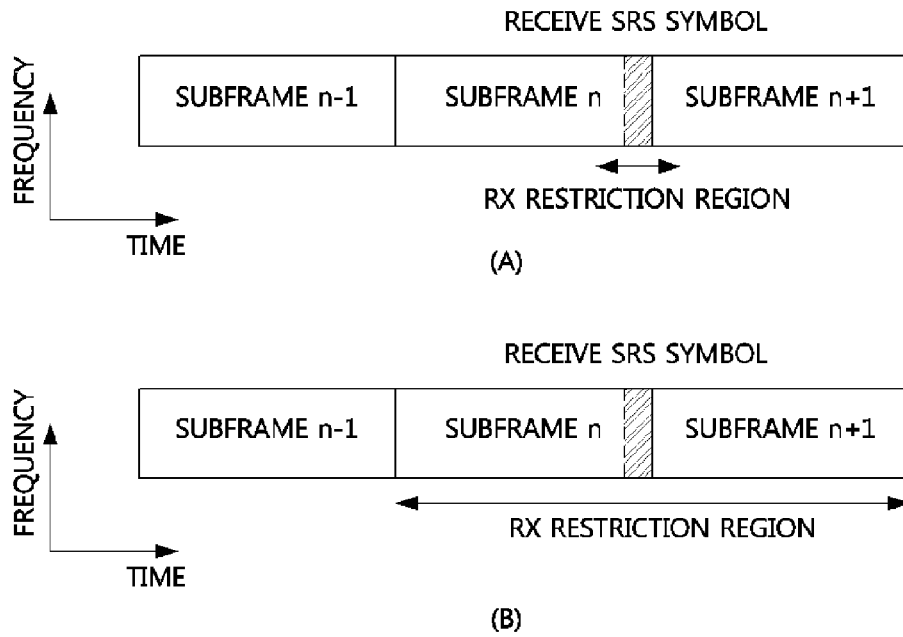 RECEIVE SRS SYMBOL
FREQUENCY
SUBFRAME n-1
SUBFRAME n
SUBFRAME n+1
RX RESTRICTION REGION
TIME
(A)
RECEIVE SRS SYMBOL
FREQUENCY
SUBFRAME n-1
SUBFRAME n
SUBFRAME n+1
RX RESTRICTION REGION
TIME
(B)